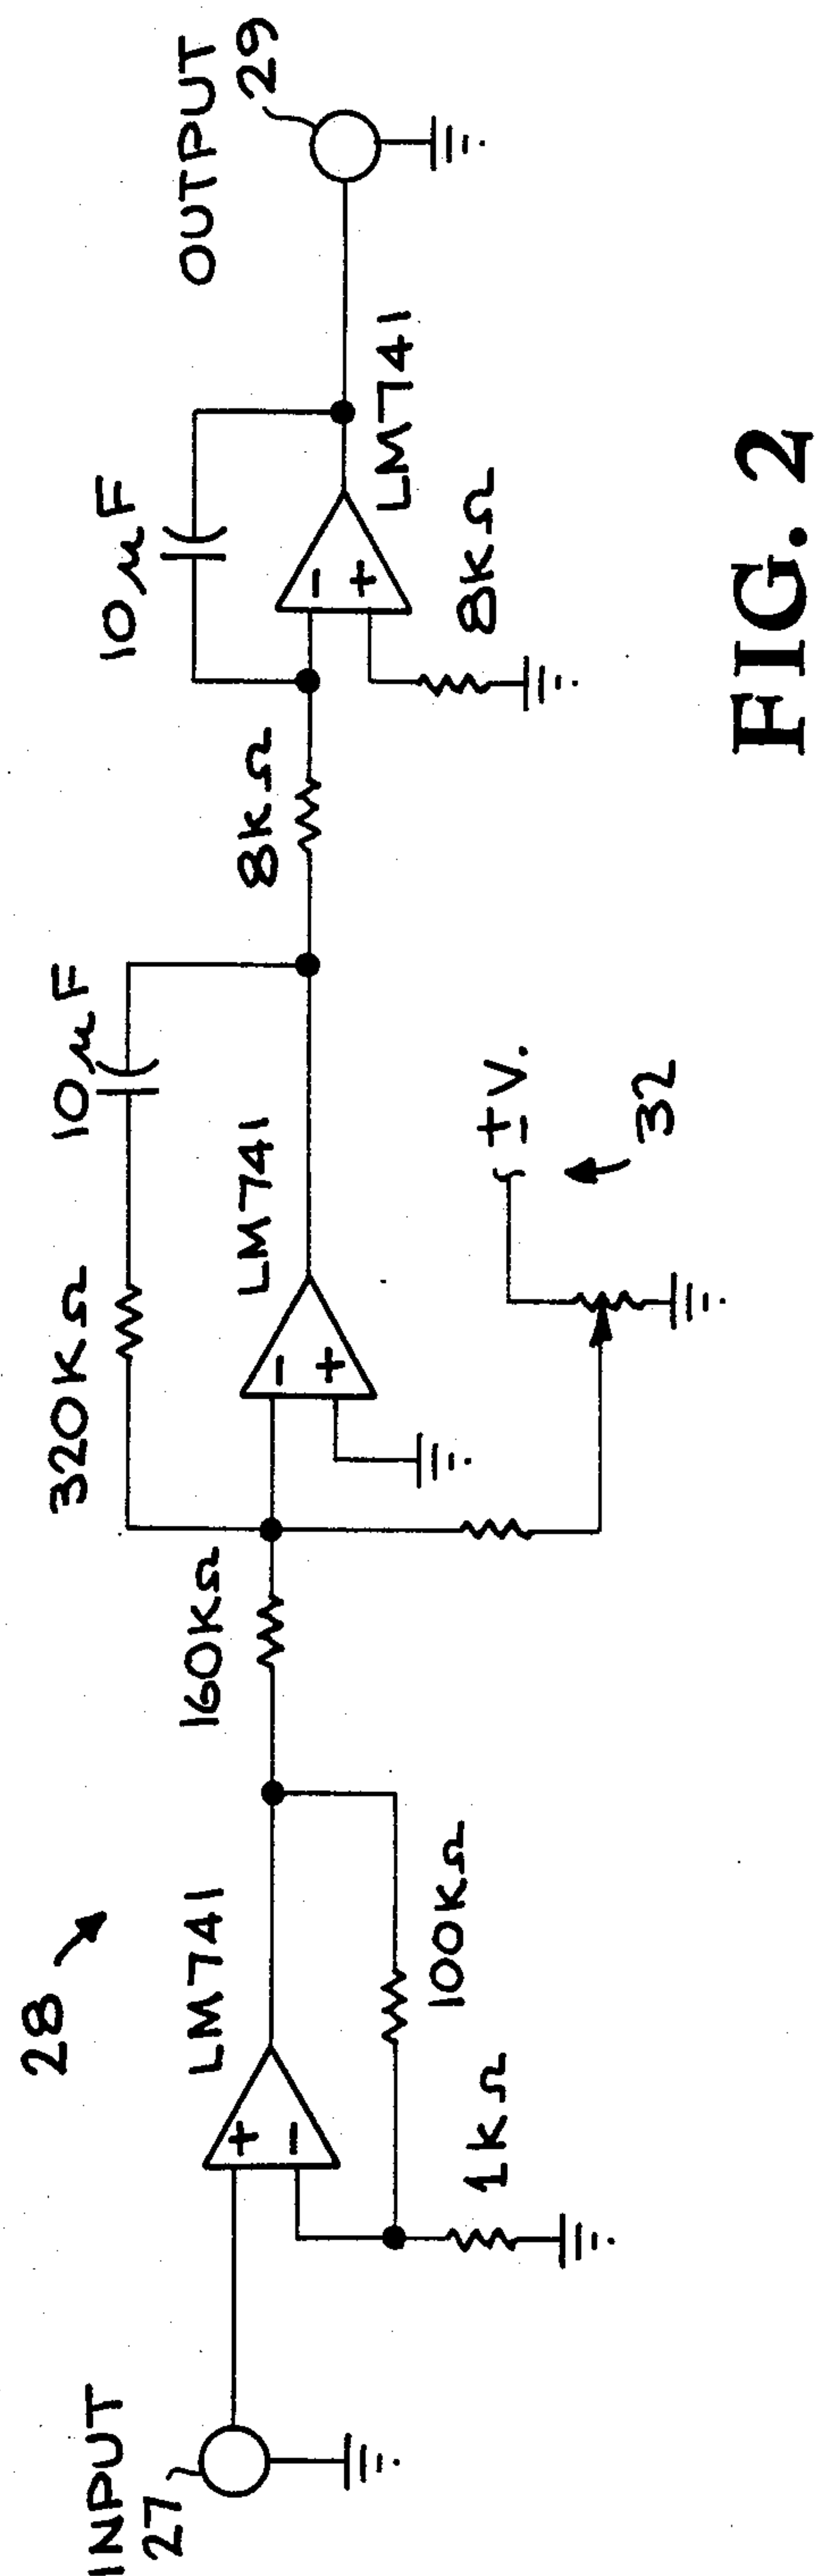 INPUT
27
28
LM741
+
−
1KΩ
100KΩ
160KΩ
320KΩ
10μF
LM741
−
+
±V.
32
8KΩ
10μF
−
+
LM741
8KΩ
OUTPUT
29
FIG. 2